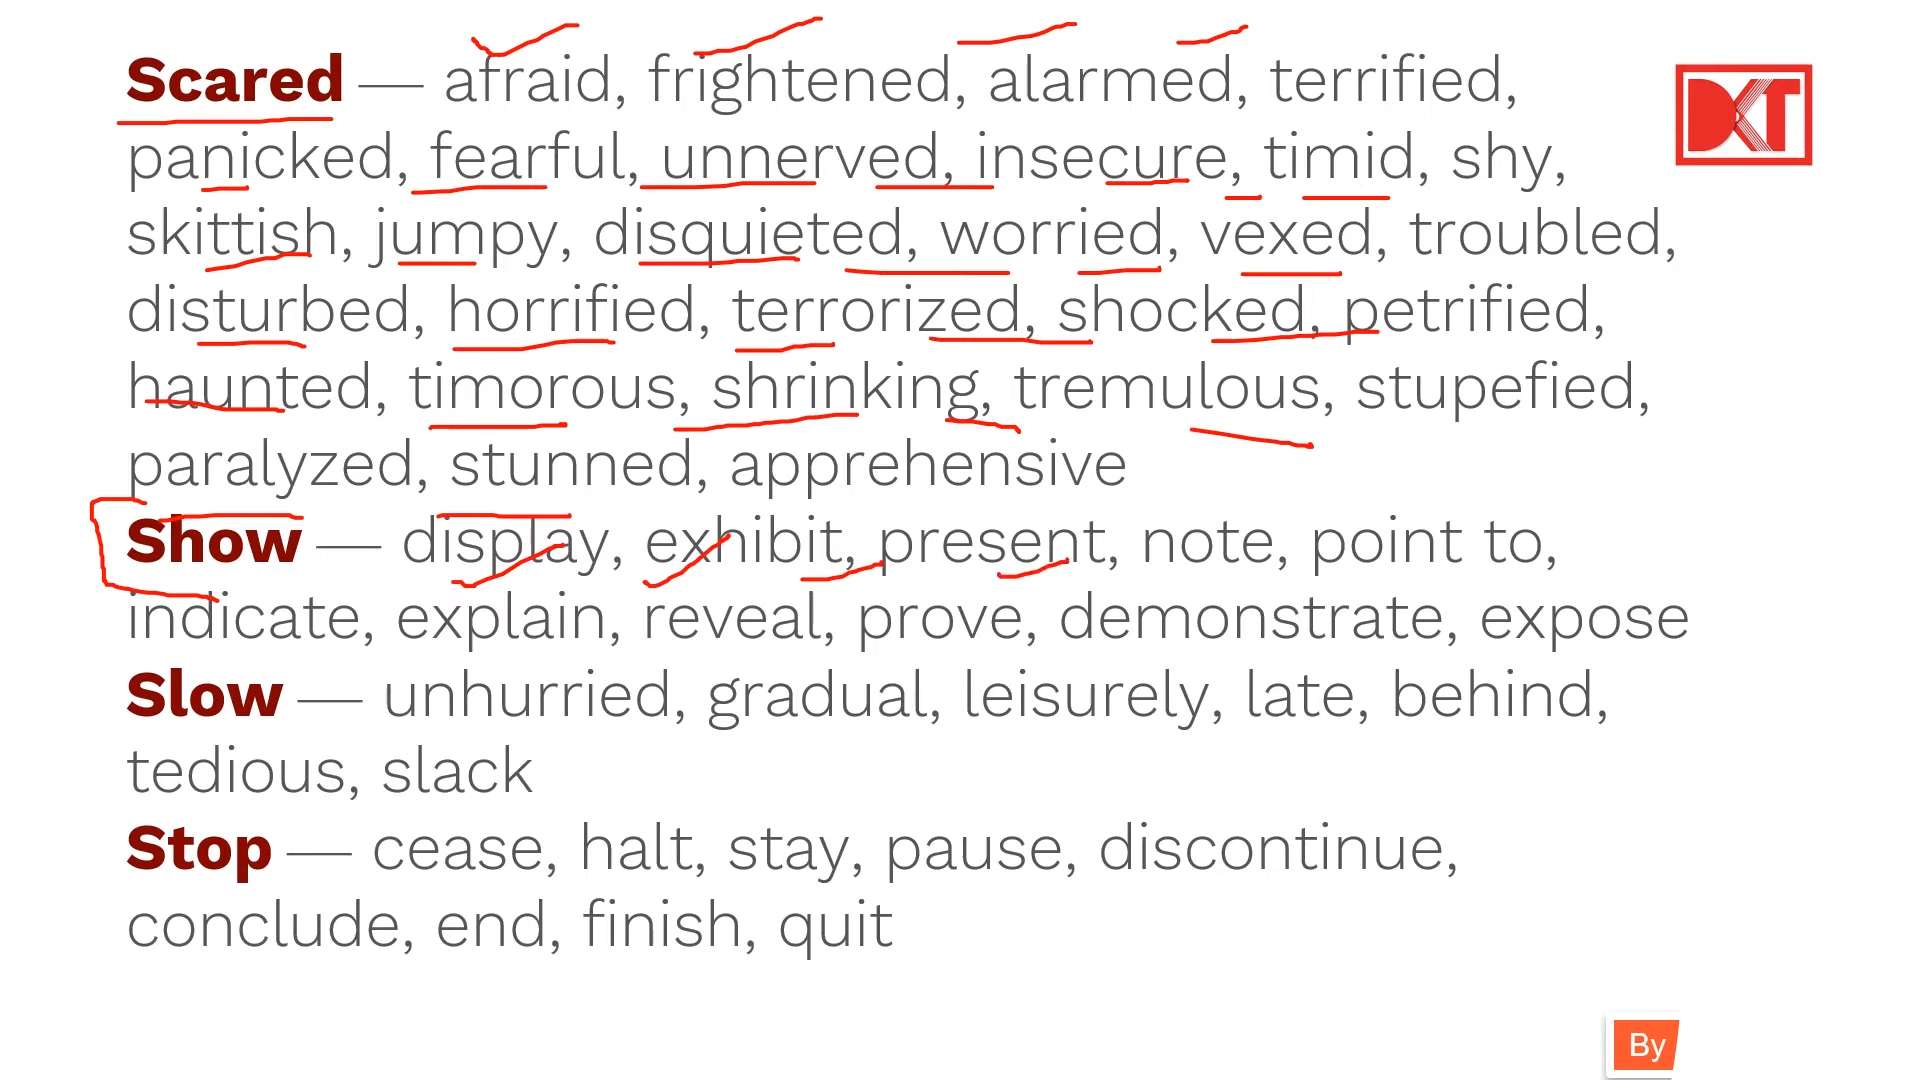 Scared — afraid, frightened, alarmed, terrified,
panicked, fearful, unnerved, insecure, timid, shy,
skittish, jumpy, disquieted, worried, vexed, troubled,
disturbed, horrified, terrorized, shocked, petrified,
haunted, timorous, shrinking, tremulous, stupefied,
paralyzed, stunned, apprehensive
Show — display, exhibit, present, note, point to,
indicate, explain, reveal, prove, demonstrate, expose
Slow — unhurried, gradual, leisurely, late, behind,
tedious, slack
Stop — cease, halt, stay, pause, discontinue,
conclude, end, finish, quit
DKT
By